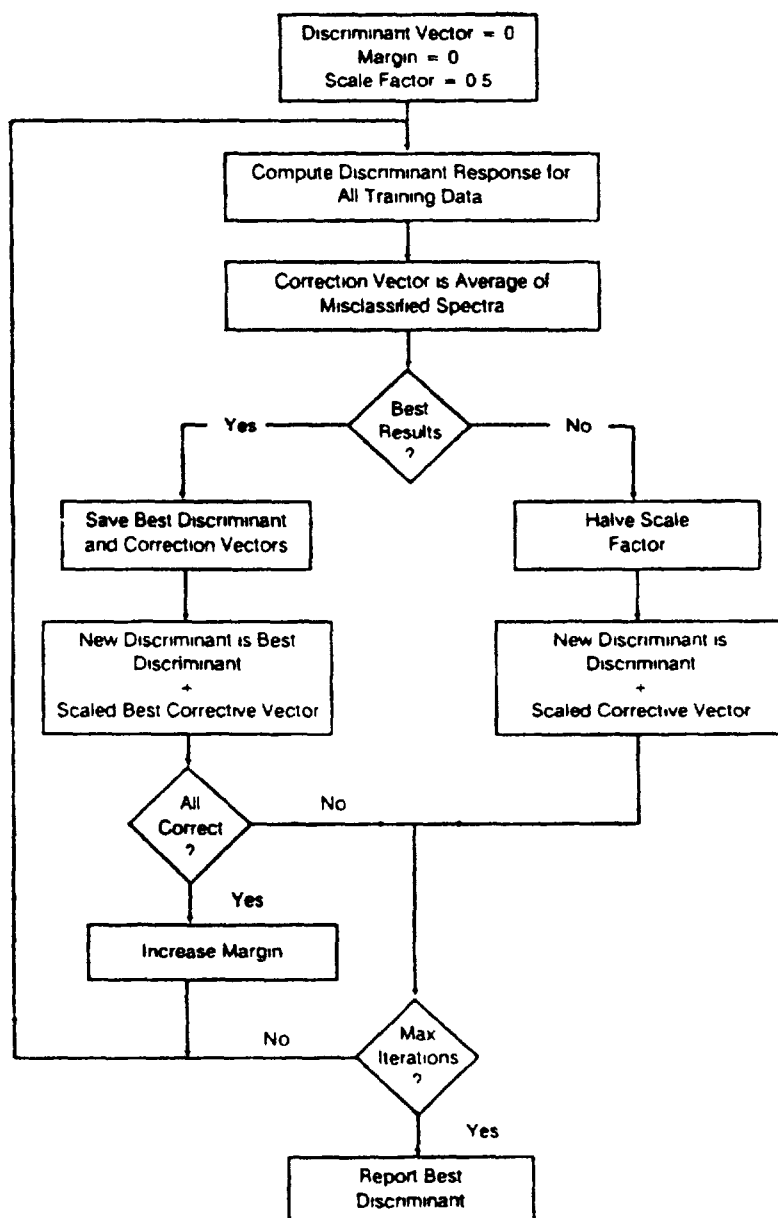 Discriminant Vector = 0
Margin = 0
Scale Factor = 0 5
Compute Discriminant Response for
All Training Data
Correction Vector is Average of
Misclassified Spectra
Best
Results
?
Yes
No
Save Best Discriminant
and Correction Vectors
Halve Scale
Factor
New Discriminant is Best
Discriminant
+
Scaled Best Corrective Vector
New Discriminant is
Discriminant
+
Scaled Corrective Vector
All
Correct
?
No
Yes
Increase Margin
Max
Iterations
?
No
Yes
Report Best
Discriminant